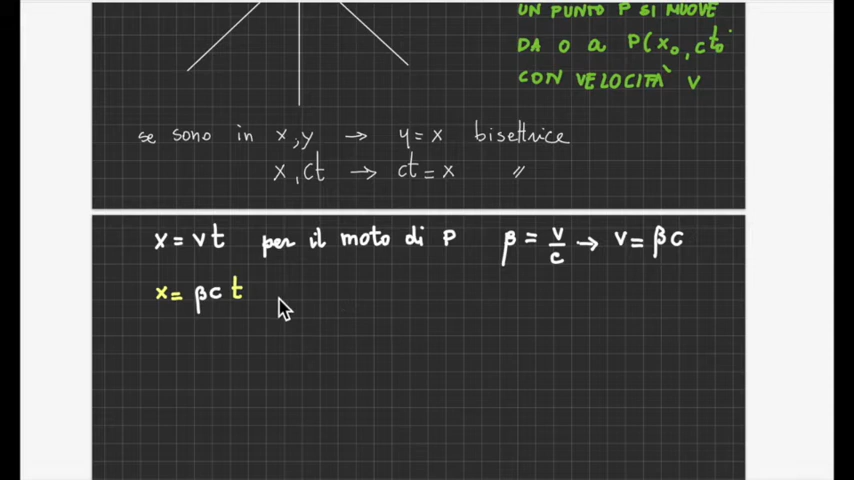 UN PUNTO P SI MUOVE
DA O a P(x₀, ct₀
CON VELOCITÀ V
se sono in x,y → y=x bisettrice
x,ct → ct=x "
x = vt per il moto di P β = v/c → v = βc
x = βc t